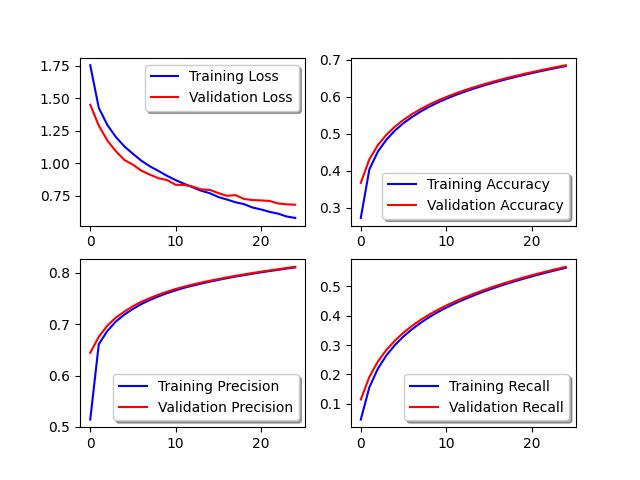 1.75
1.50
1.25
1.00
0.75
0 10 20
Training Loss
Validation Loss
0.7
0.6
0.5
0.4
0.3
0 10 20
Training Accuracy
Validation Accuracy
0.8
0.7
0.6
0.5
0 10 20
Training Precision
Validation Precision
0.5
0.4
0.3
0.2
0.1
0 10 20
Training Recall
Validation Recall